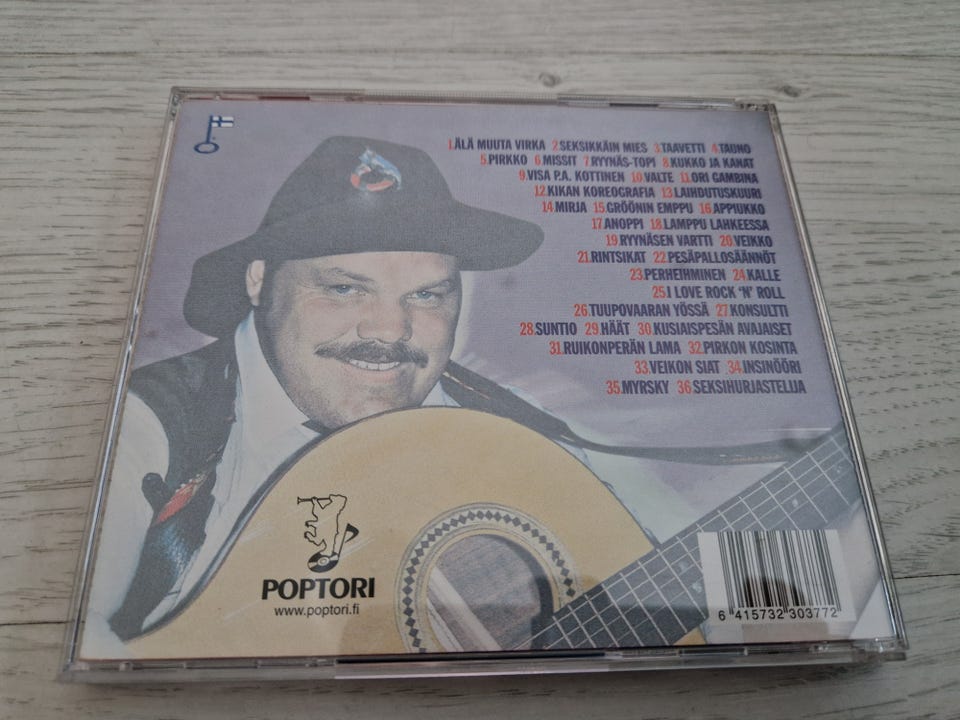 1.ÄLÄ MUUTA VIRKA 2.SEKSIKKÄIN MIES 3.TAAVETTI 4.TAUNO
5.PIRKKO 6.MISSIT 7.RYYNÄS-TOPI 8.KUKKO JA KANAT
9.VISA P.A. KOTTINEN 10.VALTE 11.ORI GAMBINA
12.KIKAN KOREOGRAFIA 13.LAIHDUTUSKUURI
14.MIRJA 15.GRÖÖNIN EMPPU 16.APPIUKKO
17.ANOPPI 18.LAMPPU LAHKEESSA
19.RYYNÄSEN VARTTI 20.VEIKKO
21.RINTSIKAT 22.PESÄPALLOSÄÄNNÖT
23.PERHEIHMINEN 24.KALLE
25.I LOVE ROCK 'N' ROLL
26.TUUPOVAARAN YÖSSÄ 27.KONSULTTI
28.SUNTIO 29.HÄÄT 30.KUSIAISPESÄN AVAJAISET
31.RUIKONPERÄN LAMA 32.PIRKON KOSINTA
33.VEIKON SIAT 34.INSINÖÖRI
35.MYRSKY 36.SEKSIHURJASTELIJA
POPTORI
www.poptori.fi
6 415732 303772